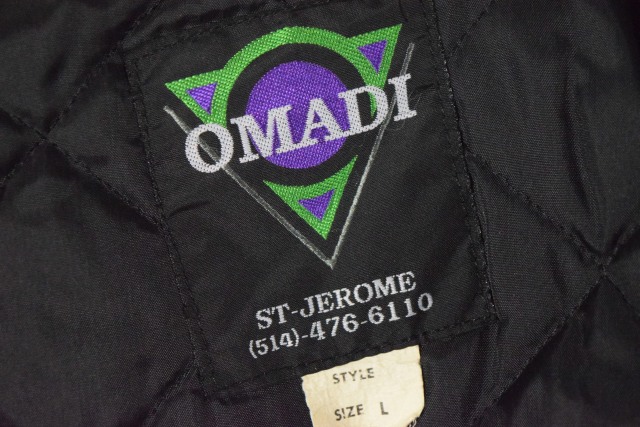 OMADI
ST-JEROME
(514)-476-6110
STYLE
SIZE L